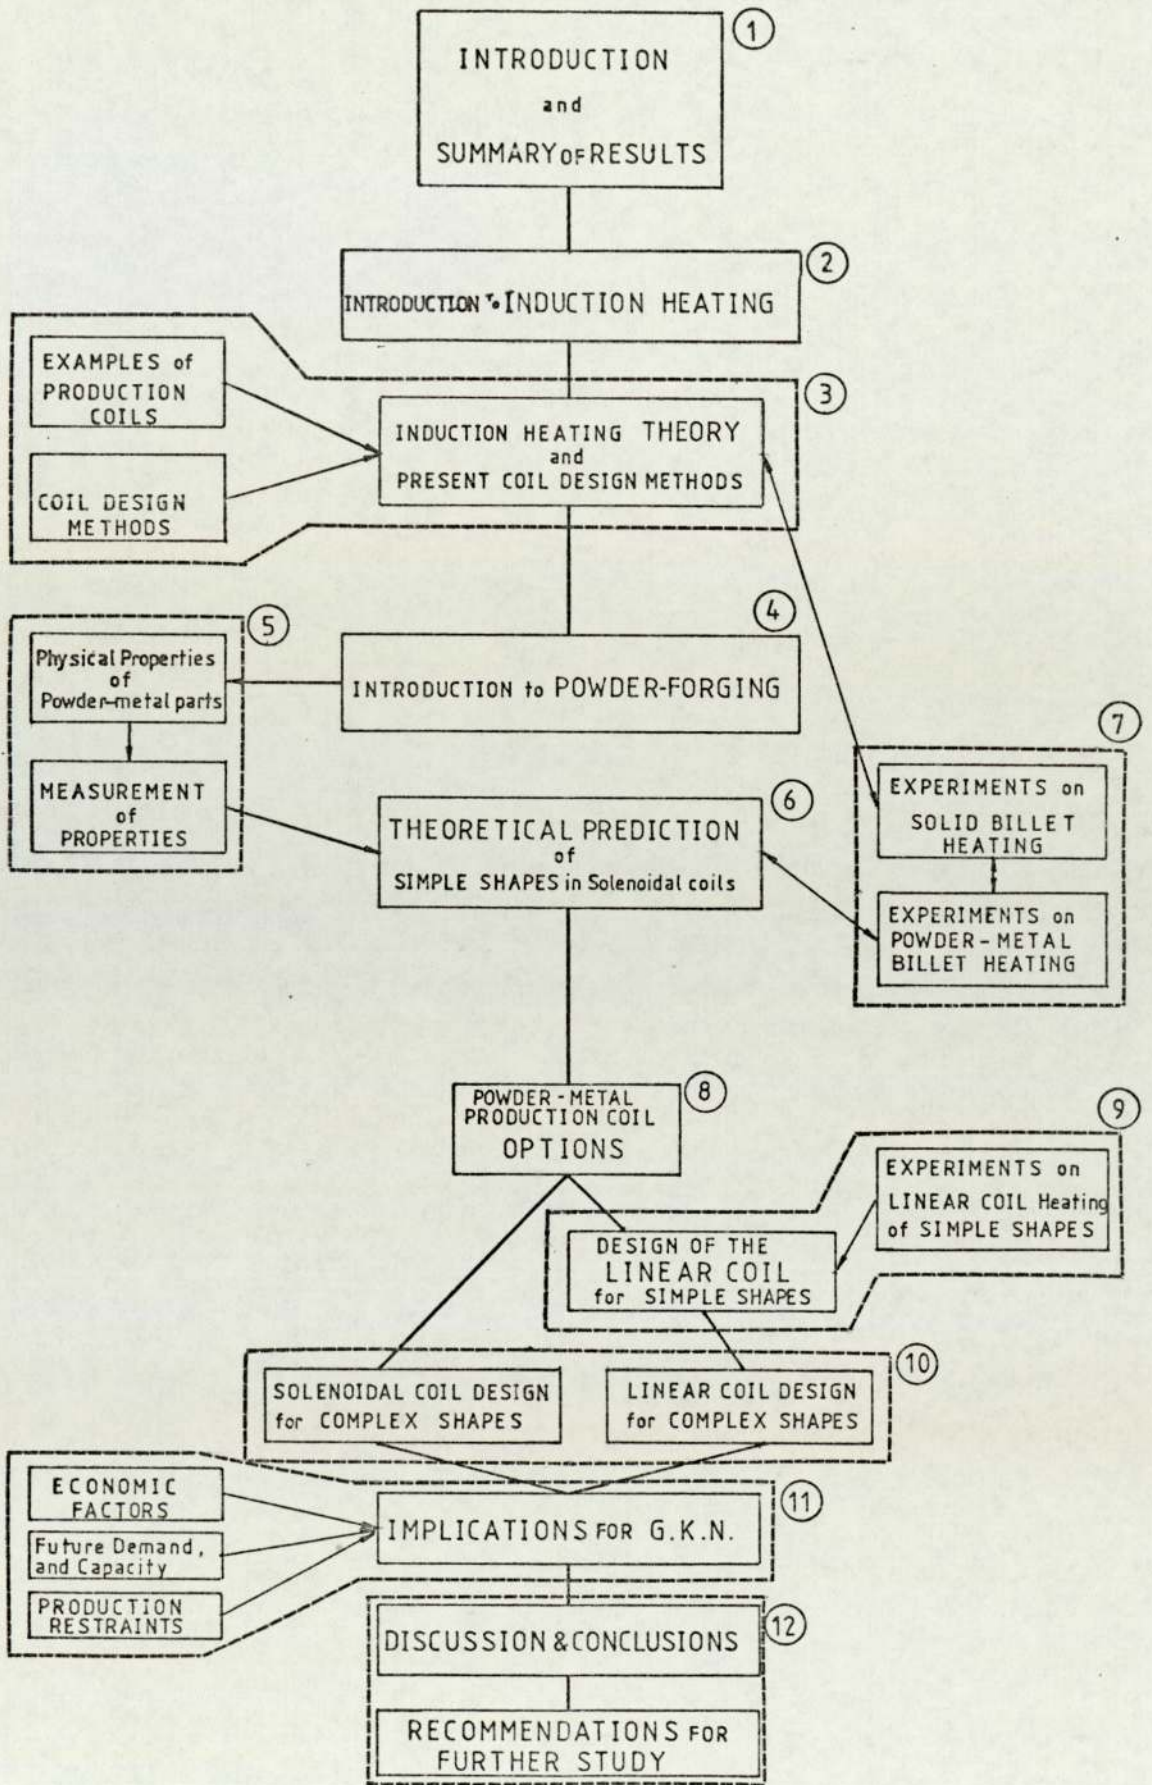 1
INTRODUCTION
and
SUMMARY OF RESULTS
2
INTRODUCTION To INDUCTION HEATING
3
EXAMPLES of
PRODUCTION
COILS
COIL DESIGN
METHODS
INDUCTION HEATING THEORY
and
PRESENT COIL DESIGN METHODS
4
INTRODUCTION to POWDER-FORGING
5
Physical Properties
of
Powder-metal parts
MEASUREMENT
of
PROPERTIES
6
THEORETICAL PREDICTION
of
SIMPLE SHAPES in Solenoidal coils
7
EXPERIMENTS on
SOLID BILLET
HEATING
EXPERIMENTS on
POWDER-METAL
BILLET HEATING
8
POWDER-METAL
PRODUCTION COIL
OPTIONS
9
EXPERIMENTS on
LINEAR COIL Heating
of SIMPLE SHAPES
DESIGN OF THE
LINEAR COIL
for SIMPLE SHAPES
10
SOLENOIDAL COIL DESIGN
for COMPLEX SHAPES
LINEAR COIL DESIGN
for COMPLEX SHAPES
11
ECONOMIC
FACTORS
Future Demand,
and Capacity
PRODUCTION
RESTRAINTS
IMPLICATIONS FOR G.K.N.
12
DISCUSSION & CONCLUSIONS
RECOMMENDATIONS FOR
FURTHER STUDY